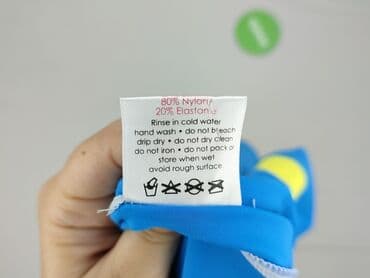 80% Nylon/
20% Elastane
Rinse in cold water
hand wash • do not bleach
drip dry • do not dry clean
do not iron • do not pack or
store when wet
avoid rough surface